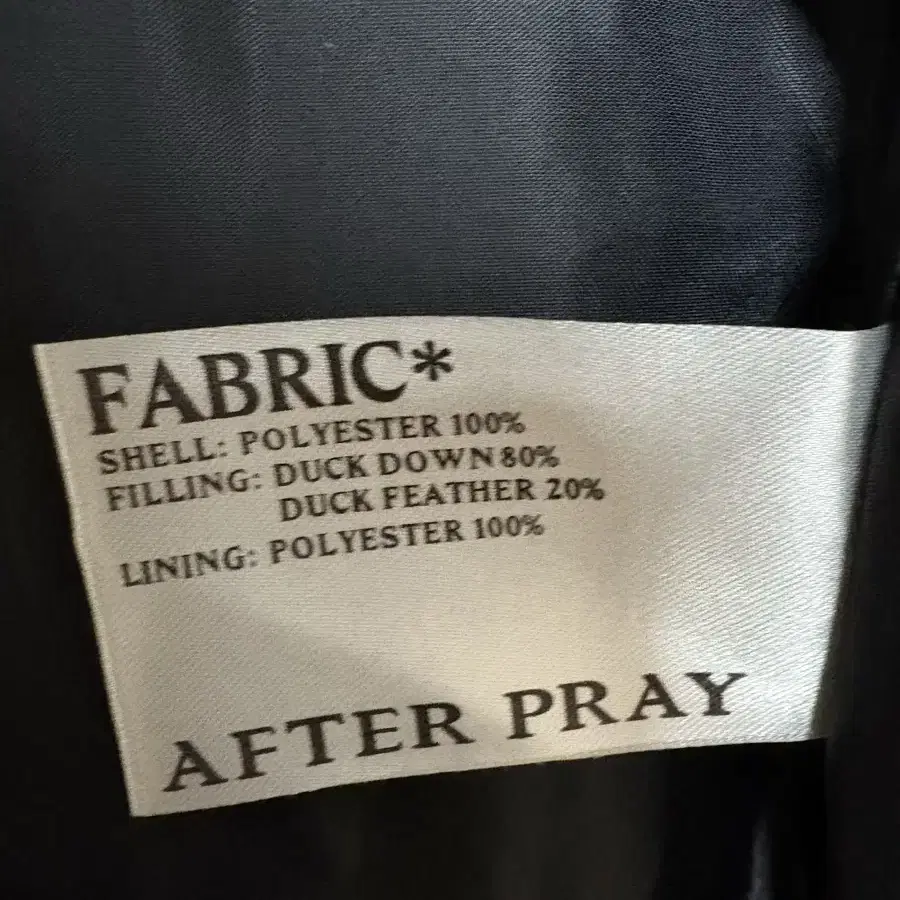 FABRIC*
SHELL: POLYESTER 100%
FILLING: DUCK DOWN 80%
DUCK FEATHER 20%
LINING: POLYESTER 100%
AFTER PRAY